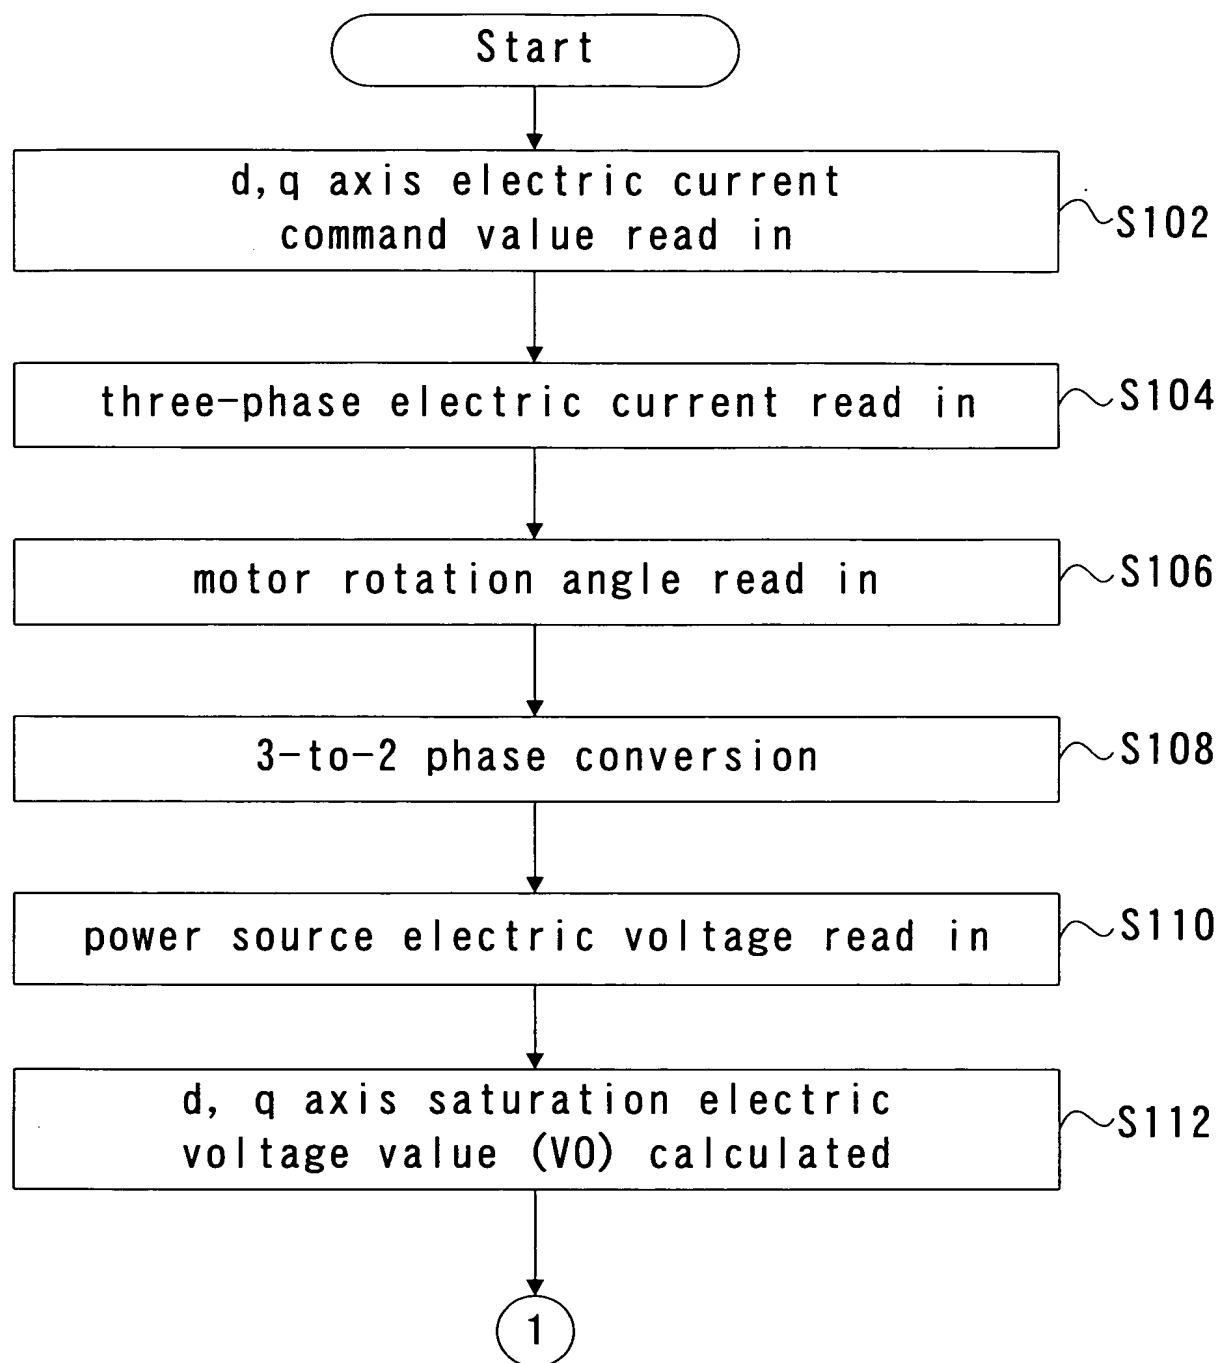 Start
d,q axis electric current
command value read in
S102
three-phase electric current read in
S104
motor rotation angle read in
S106
3-to-2 phase conversion
S108
power source electric voltage read in
S110
d, q axis saturation electric
voltage value (V0) calculated
S112
1